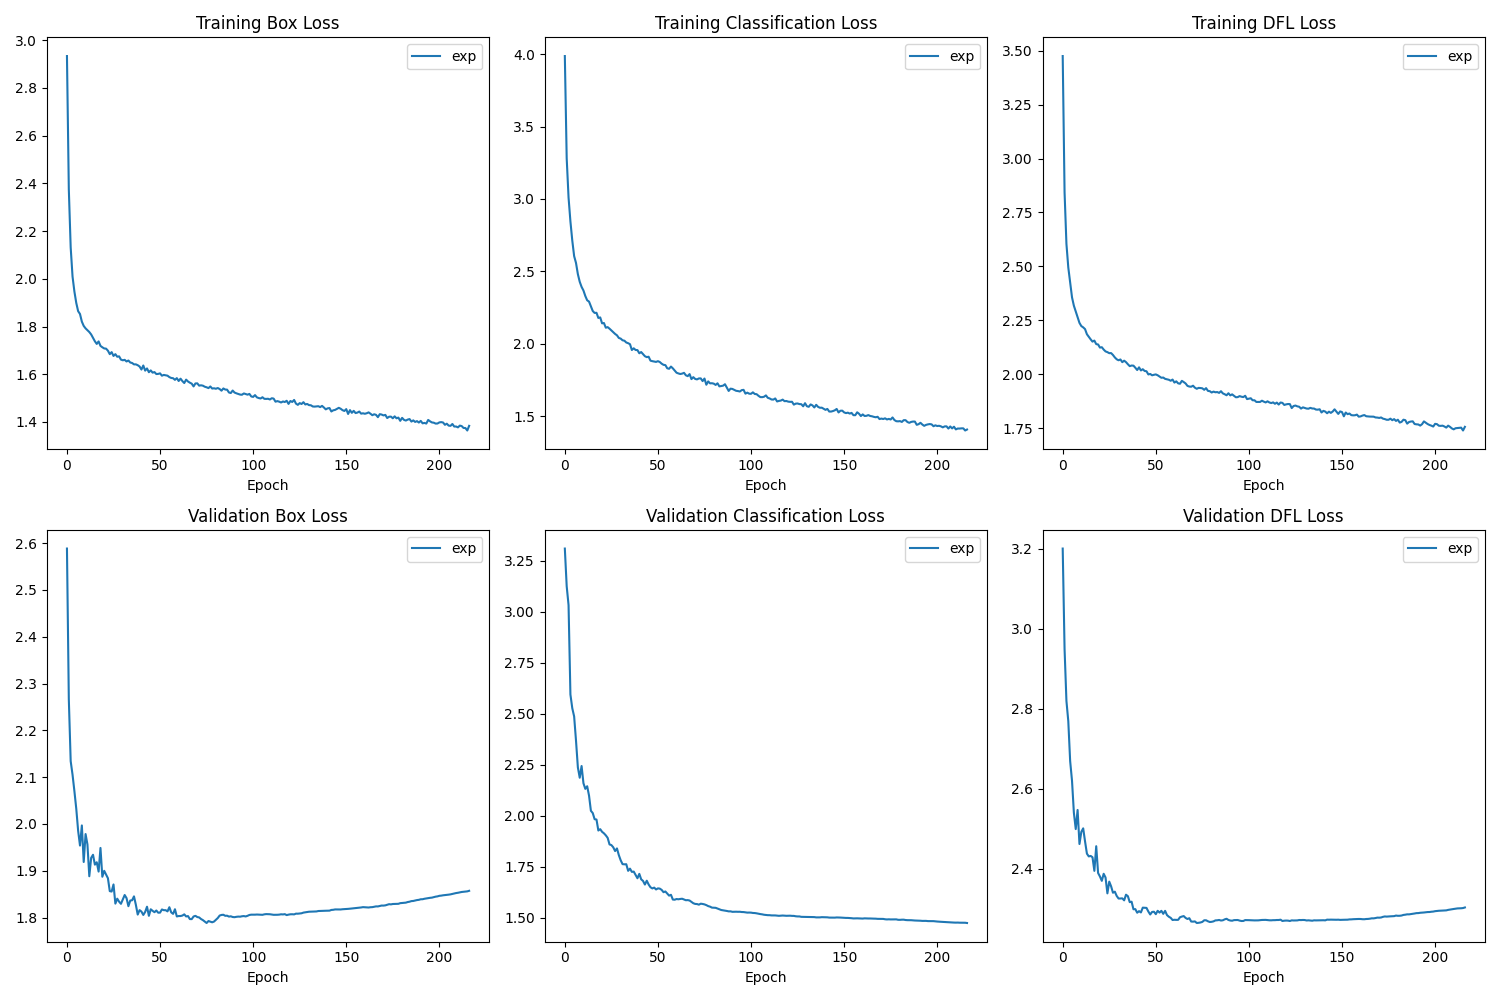 Training Box Loss
exp
3.0
2.8
2.6
2.4
2.2
2.0
1.8
1.6
1.4
0 50 100 150 200
Epoch
Training Classification Loss
exp
4.0
3.5
3.0
2.5
2.0
1.5
0 50 100 150 200
Epoch
Training DFL Loss
exp
3.50
3.25
3.00
2.75
2.50
2.25
2.00
1.75
0 50 100 150 200
Epoch
Validation Box Loss
exp
2.6
2.5
2.4
2.3
2.2
2.1
2.0
1.9
1.8
0 50 100 150 200
Epoch
Validation Classification Loss
exp
3.25
3.00
2.75
2.50
2.25
2.00
1.75
1.50
0 50 100 150 200
Epoch
Validation DFL Loss
exp
3.2
3.0
2.8
2.6
2.4
0 50 100 150 200
Epoch